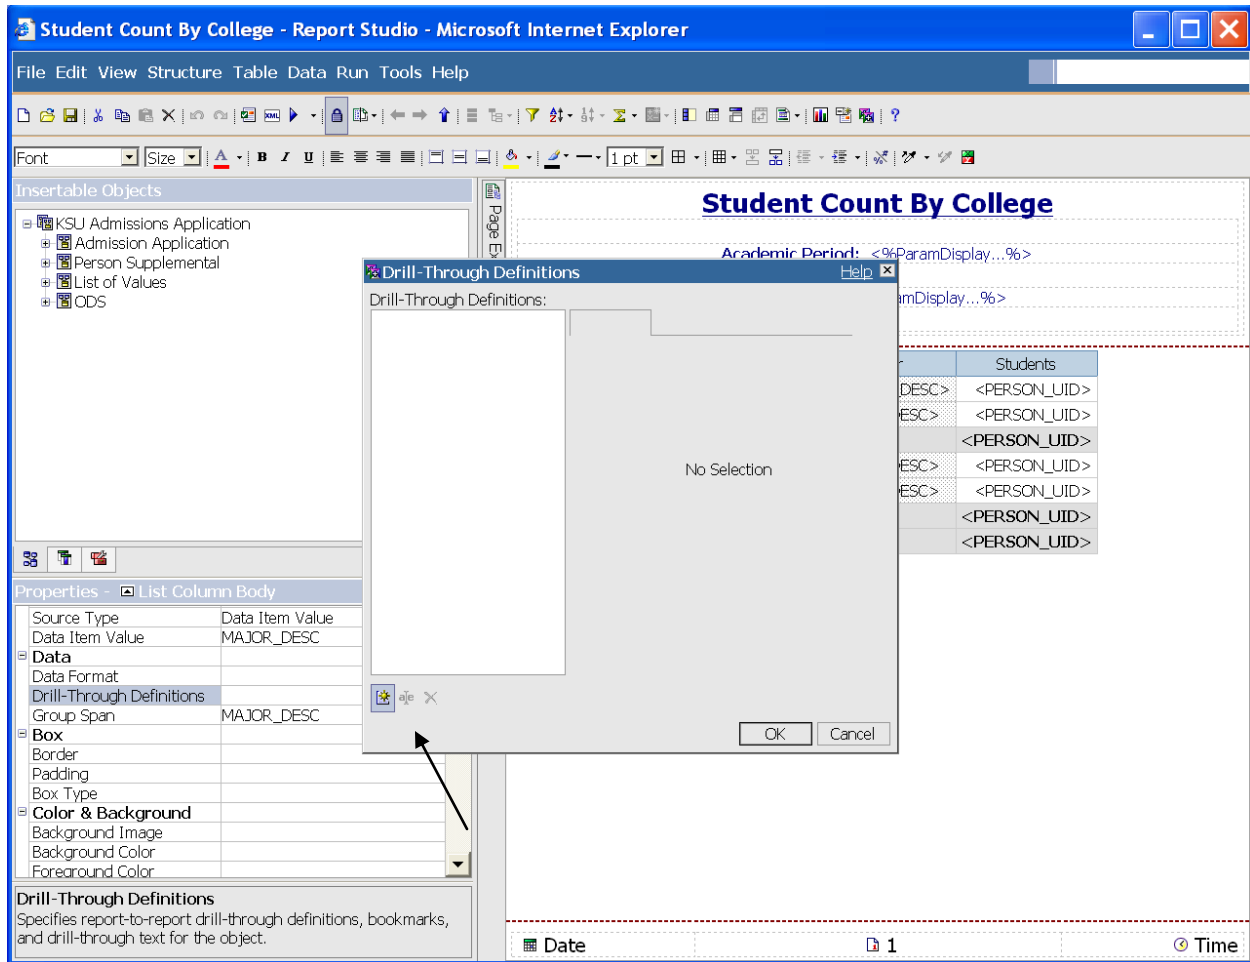 Student Count By College - Report Studio - Microsoft Internet Explorer
File Edit View Structure Table Data Run Tools Help
Font Size 1 pt
Insertable Objects
KSU Admissions Application
Admission Application
Person Supplemental
List of Values
ODS
Page Ex
Student Count By College
Academic Period: <%ParamDisplay...%>
amDisplay...%>
Students
_DESC> <PERSON_UID>
ESC> <PERSON_UID>
<PERSON_UID>
ESC> <PERSON_UID>
ESC> <PERSON_UID>
<PERSON_UID>
<PERSON_UID>
Drill-Through Definitions Help
Drill-Through Definitions:
No Selection
OK Cancel
Properties - List Column Body
Source Type Data Item Value
Data Item Value MAJOR_DESC
Data
Data Format
Drill-Through Definitions
Group Span MAJOR_DESC
Box
Border
Padding
Box Type
Color & Background
Background Image
Background Color
Foreground Color
Drill-Through Definitions
Specifies report-to-report drill-through definitions, bookmarks,
and drill-through text for the object.
Date 1 Time